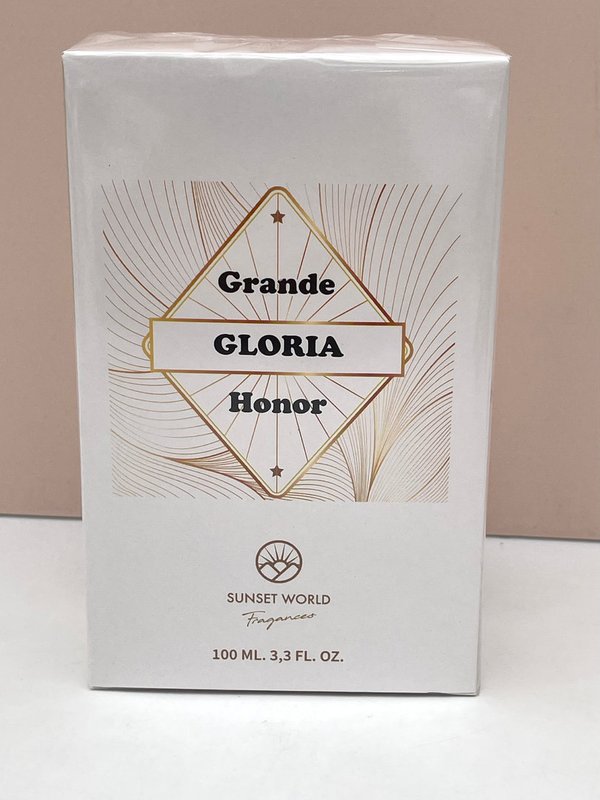 Grande
GLORIA
Honor
SUNSET WORLD
Fragances
100 ML. 3,3 FL. OZ.